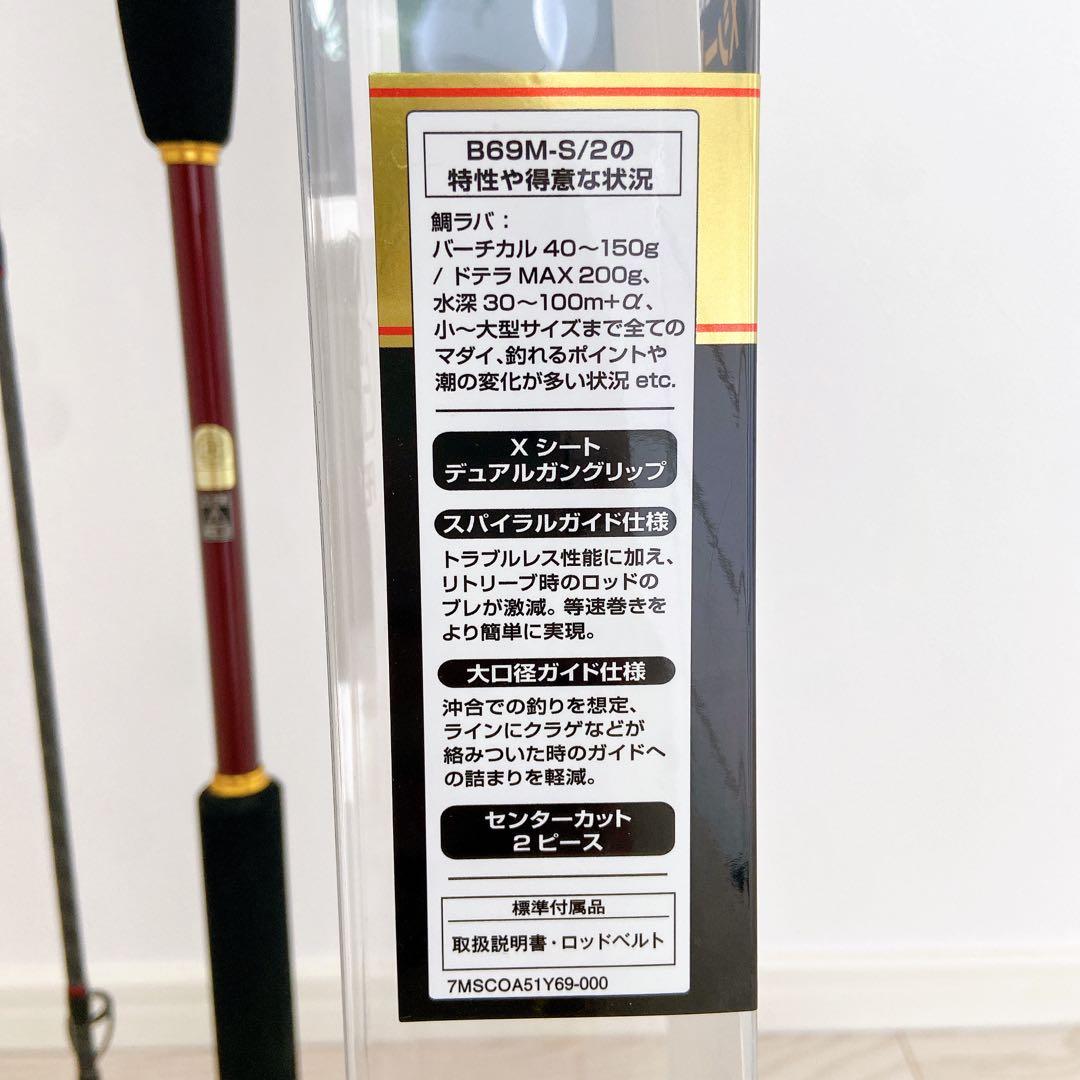 B69M-S/2の
特性や得意な状況
鯛ラバ：
バーチカル 40〜150g
/ ドテラ MAX 200g、
水深 30〜100m+α、
小〜大型サイズまで全ての
マダイ、釣れるポイントや
潮の変化が多い状況 etc.
X シート
デュアルガングリップ
スパイラルガイド仕様
トラブルレス性能に加え、
リトリーブ時のロッドの
ブレが激減。等速巻きを
より簡単に実現。
大口径ガイド仕様
沖合での釣りを想定、
ラインにクラゲなどが
絡みついた時のガイドへ
の詰まりを軽減。
センターカット
2 ピース
標準付属品
取扱説明書・ロッドベルト
7MSCOA51Y69-000